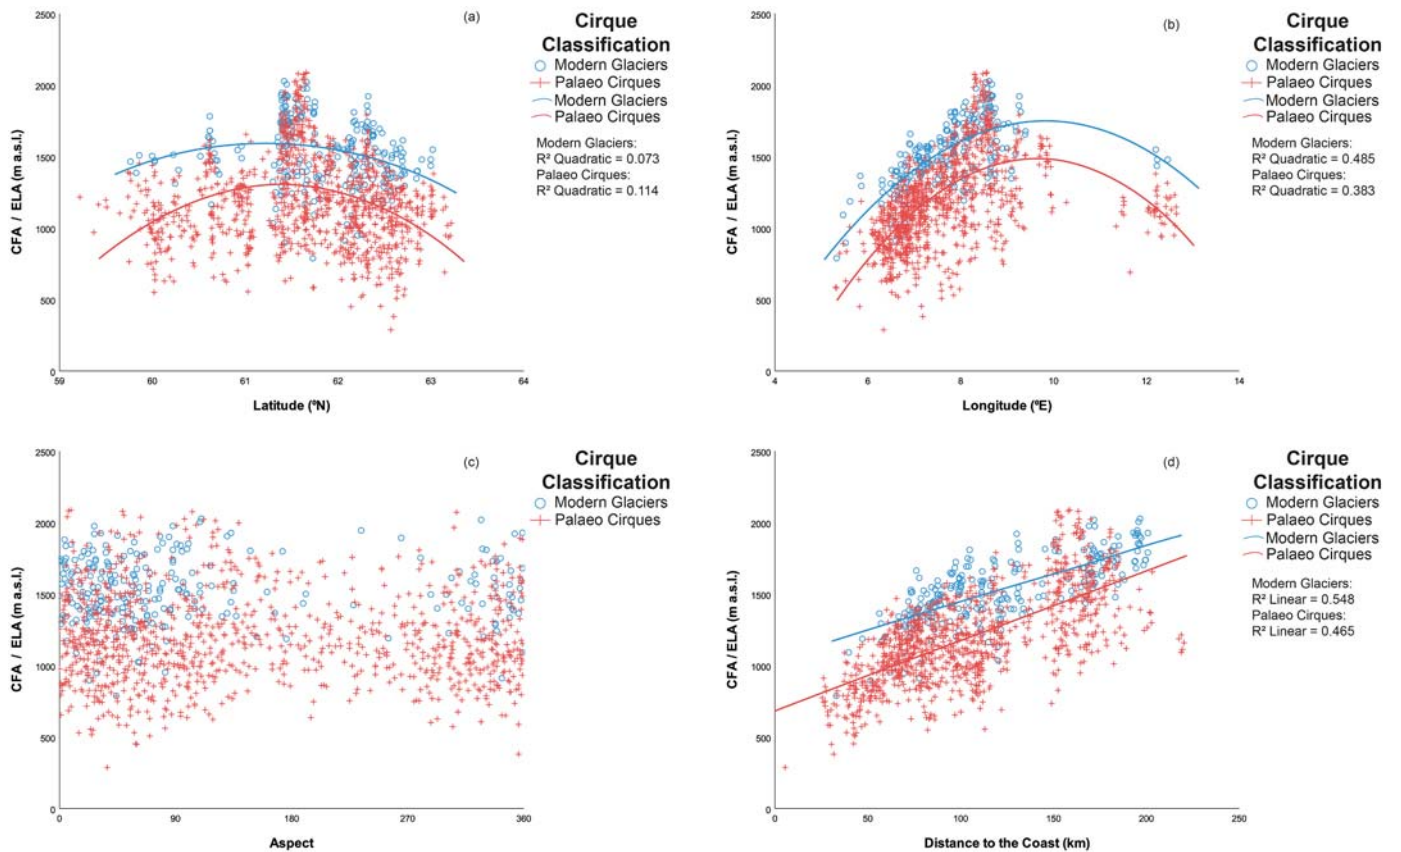 (a)
2500
2000
1500
1000
500
0
CFA / ELA (m a.s.l.)
59
60
61
62
63
64
Latitude (ºN)
Cirque
Classification
Modern Glaciers
Palaeo Cirques
Modern Glaciers
Palaeo Cirques
Modern Glaciers:
R² Quadratic = 0.073
Palaeo Cirques:
R² Quadratic = 0.114
(b)
2500
2000
1500
1000
500
0
CFA / ELA (m a.s.l.)
4
6
8
10
12
14
Longitude (ºE)
Cirque
Classification
Modern Glaciers
Palaeo Cirques
Modern Glaciers
Palaeo Cirques
Modern Glaciers:
R² Quadratic = 0.485
Palaeo Cirques:
R² Quadratic = 0.383
(c)
2500
2000
1500
1000
500
0
CFA / ELA (m a.s.l.)
0
90
180
270
360
Aspect
Cirque
Classification
Modern Glaciers
Palaeo Cirques
(d)
2500
2000
1500
1000
500
0
CFA / ELA (m a.s.l.)
0
50
100
150
200
250
Distance to the Coast (km)
Cirque
Classification
Modern Glaciers
Palaeo Cirques
Modern Glaciers
Palaeo Cirques
Modern Glaciers:
R² Linear = 0.548
Palaeo Cirques:
R² Linear = 0.465